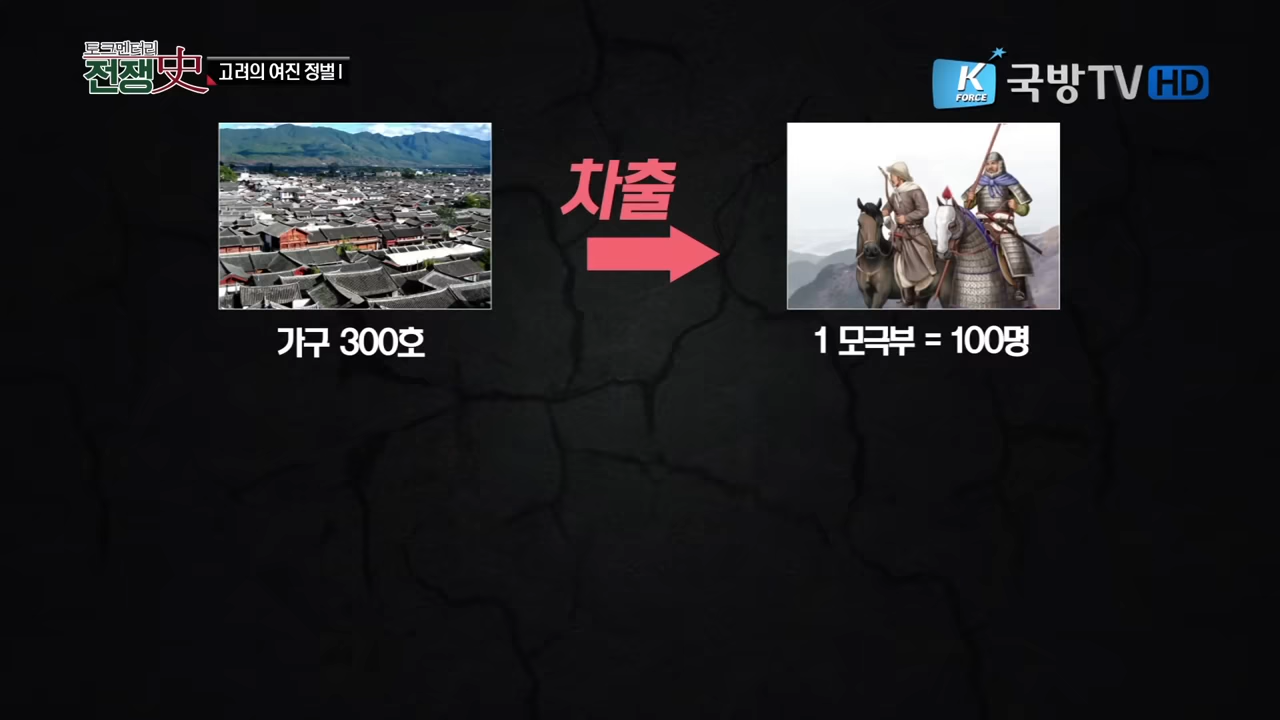 토크멘터리
전쟁史
고려의 여진 정벌Ⅰ
K
FORCE
국방TV HD
차출
가구 300호
1 모극부 = 100명